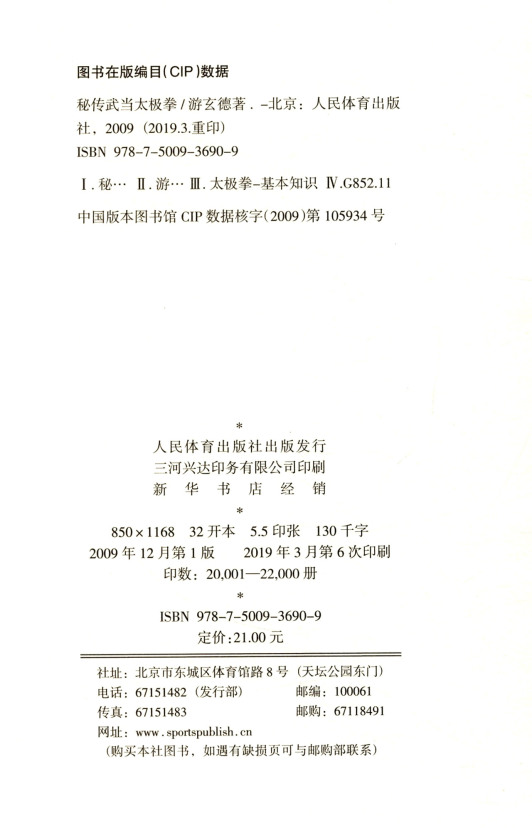 图书在版编目(CIP)数据
秘传武当太极拳/游玄德著.-北京：人民体育出版
社，2009（2019.3.重印）
ISBN 978-7-5009-3690-9
Ⅰ.秘… Ⅱ.游… Ⅲ.太极拳-基本知识 Ⅳ.G852.11
中国版本图书馆 CIP 数据核字(2009)第 105934 号
*
人民体育出版社出版发行
三河兴达印务有限公司印刷
新 华 书 店 经 销
*
850×1168 32 开本 5.5 印张 130 千字
2009 年 12 月第 1 版 2019 年 3 月第 6 次印刷
印数：20,001—22,000 册
*
ISBN 978-7-5009-3690-9
定价:21.00 元
社址：北京市东城区体育馆路 8 号（天坛公园东门）
电话：67151482（发行部） 邮编：100061
传真：67151483 邮购：67118491
网址：www.sportspublish.cn
（购买本社图书，如遇有缺损页可与邮购部联系）